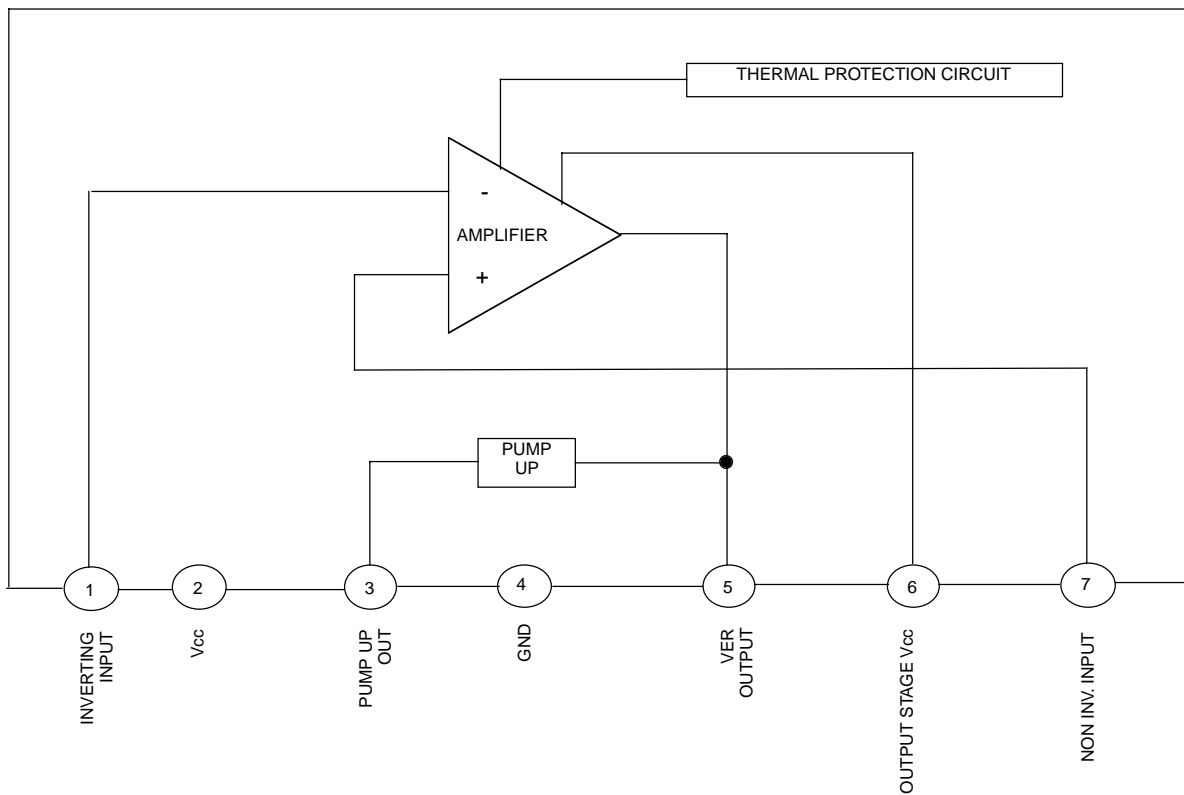 THERMAL PROTECTION CIRCUIT
-
AMPLIFIER
+
PUMP
UP
1
2
3
4
5
6
7
INVERTING
INPUT
Vcc
PUMP UP
OUT
GND
VER
OUTPUT
OUTPUT STAGE Vcc
NON INV. INPUT